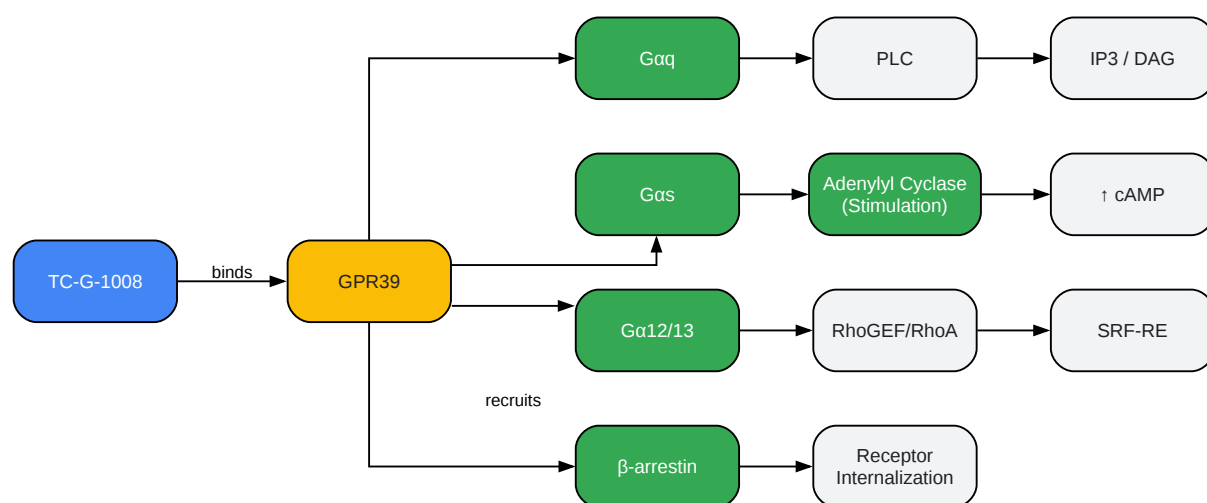 Gαq
PLC
IP3 / DAG
Gαs
Adenylyl Cyclase
(Stimulation)
↑ cAMP
TC-G-1008
binds
GPR39
Gα12/13
RhoGEF/RhoA
SRF-RE
recruits
β-arrestin
Receptor
Internalization